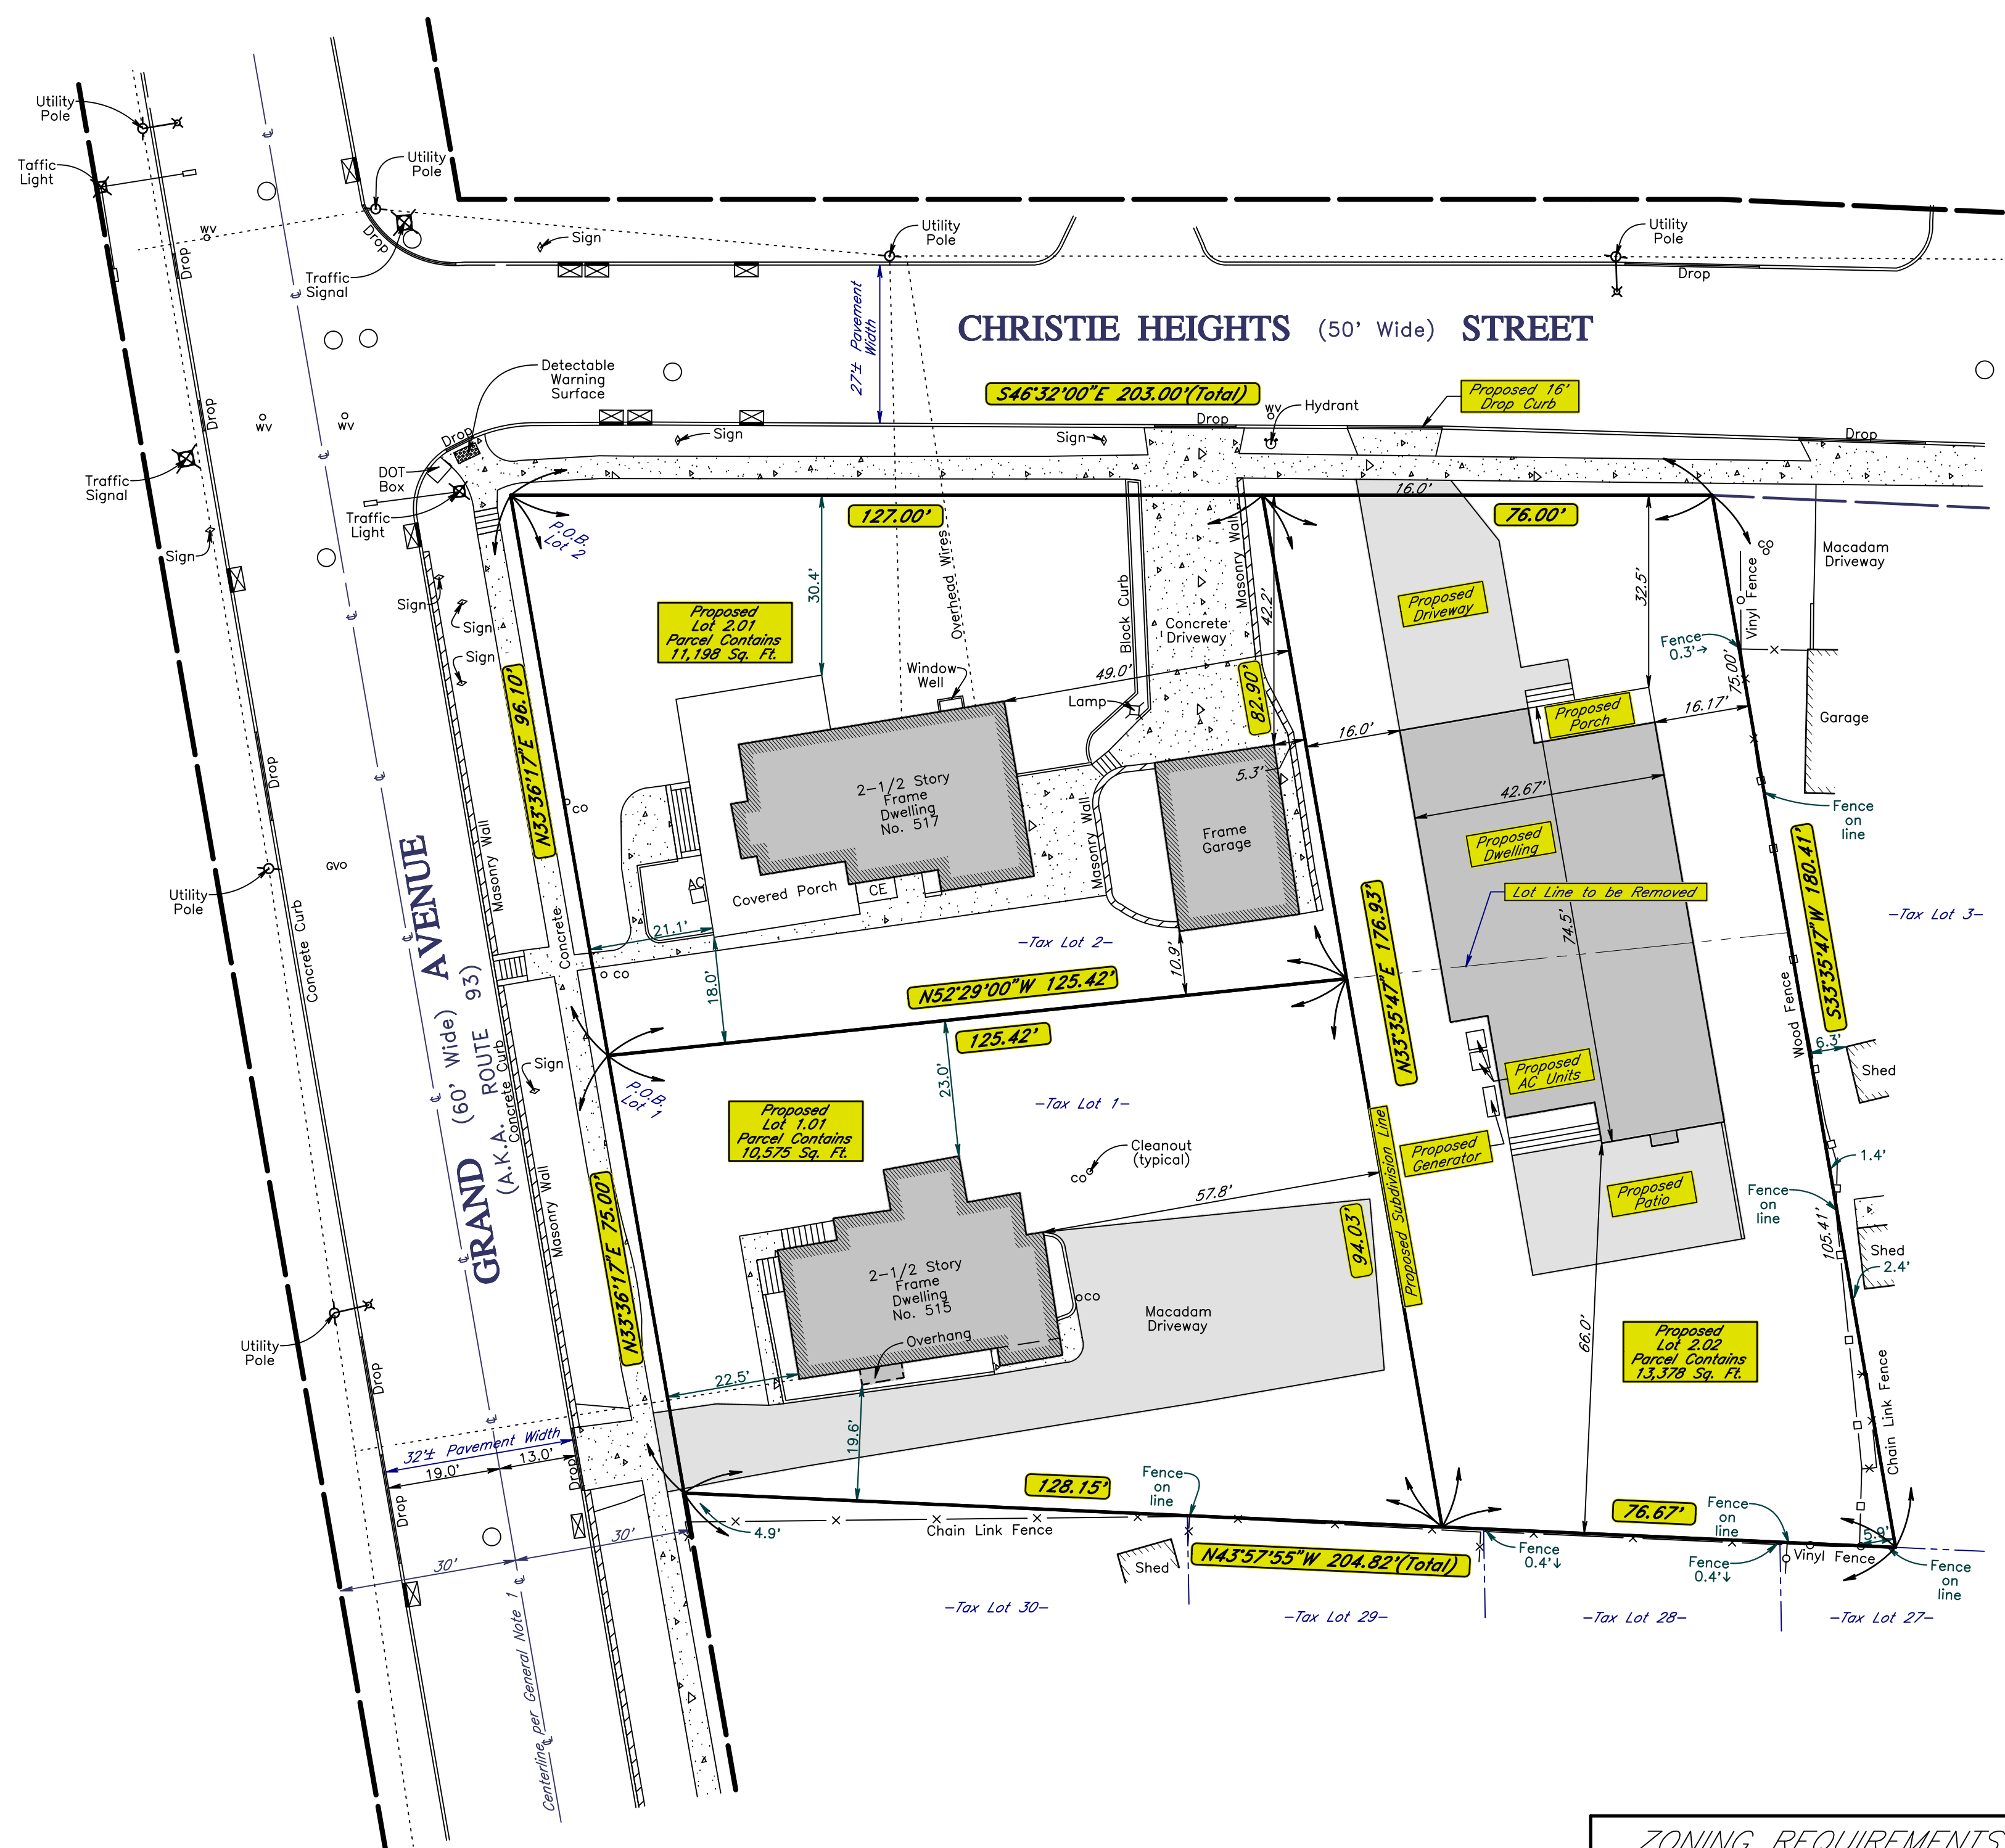 Utility
Pole
Taffic
Light
Utility
Pole
WV
Drop
Drop
Traffic
Signal
Sign
Utility
Pole
Utility
Pole
Drop
27'± Pavement
Width
CHRISTIE HEIGHTS (50' Wide) STREET
Detectable
Warning
Surface
S46°32'00"E 203.00'(Total)
Proposed 16'
Drop Curb
WV
WV
WV
Hydrant
Drop
Drop
Drop
Drop
Sign
Sign
DOT
Box
Traffic
Signal
Traffic
Light
Sign
P.O.B.
Lot 2
127.00'
16.0'
76.00'
CO
Macadam
Driveway
Vinyl Fence
Fence
0.3'→
75.00'
Garage
Sign
Sign
Sign
Proposed
Lot 2.01
Parcel Contains
11,198 Sq. Ft.
30.4'
Overhead Wires
Block Curb
Concrete
Driveway
Masonry Wall
42.2'
Proposed
Driveway
32.5'
Window
Well
49.0'
Lamp
82.90'
16.0'
5.3'
Proposed
Porch
16.17'
42.67'
N33°36'17"E 96.10'
CO
2-1/2 Story
Frame
Dwelling
No. 517
Frame
Garage
Masonry Wall
Proposed
Dwelling
Fence
on
line
Drop
Masonry Wall
GVO
Utility
Pole
AC
Covered Porch
CE
Lot Line to be Removed
74.5'
S33°35'47"W 180.41'
-Tax Lot 3-
Concrete Curb
Concrete
21.1'
CO
18.0'
-Tax Lot 2-
10.9'
N52°29'00"W 125.42'
125.42'
N33°35'47"E 176.93'
Wood Fence
6.3'
Shed
GRAND (60' Wide) AVENUE
(A.K.A. ROUTE 93)
Concrete Curb
Sign
P.O.B.
Lot 1
Proposed
Lot 1.01
Parcel Contains
10,575 Sq. Ft.
23.0'
-Tax Lot 1-
Cleanout
(typical)
CO
57.8'
Proposed
AC Units
Proposed
Generator
Proposed Subdivision Line
Proposed
Patio
1.4'
Fence
on
line
105.41'
Shed
2.4'
Masonry Wall
N33°36'17"E 75.00'
2-1/2 Story
Frame
Dwelling
No. 515
Overhang
CO
Macadam
Driveway
94.03'
66.0'
Proposed
Lot 2.02
Parcel Contains
13,378 Sq. Ft.
Chain Link Fence
Utility
Pole
Drop
22.5'
19.6'
32'± Pavement Width
19.0'
13.0'
Drop
Drop
128.15'
Fence
on
line
4.9'
Chain Link Fence
Shed
N43°57'55"W 204.82'(Total)
76.67'
Fence
0.4'↓
Fence
on
line
Fence
0.4'↓
Vinyl Fence
5.9'
Fence
on
line
30'
30'
-Tax Lot 30-
-Tax Lot 29-
-Tax Lot 28-
-Tax Lot 27-
Centerline per General Note 1
ZONING REQUIREMENTS